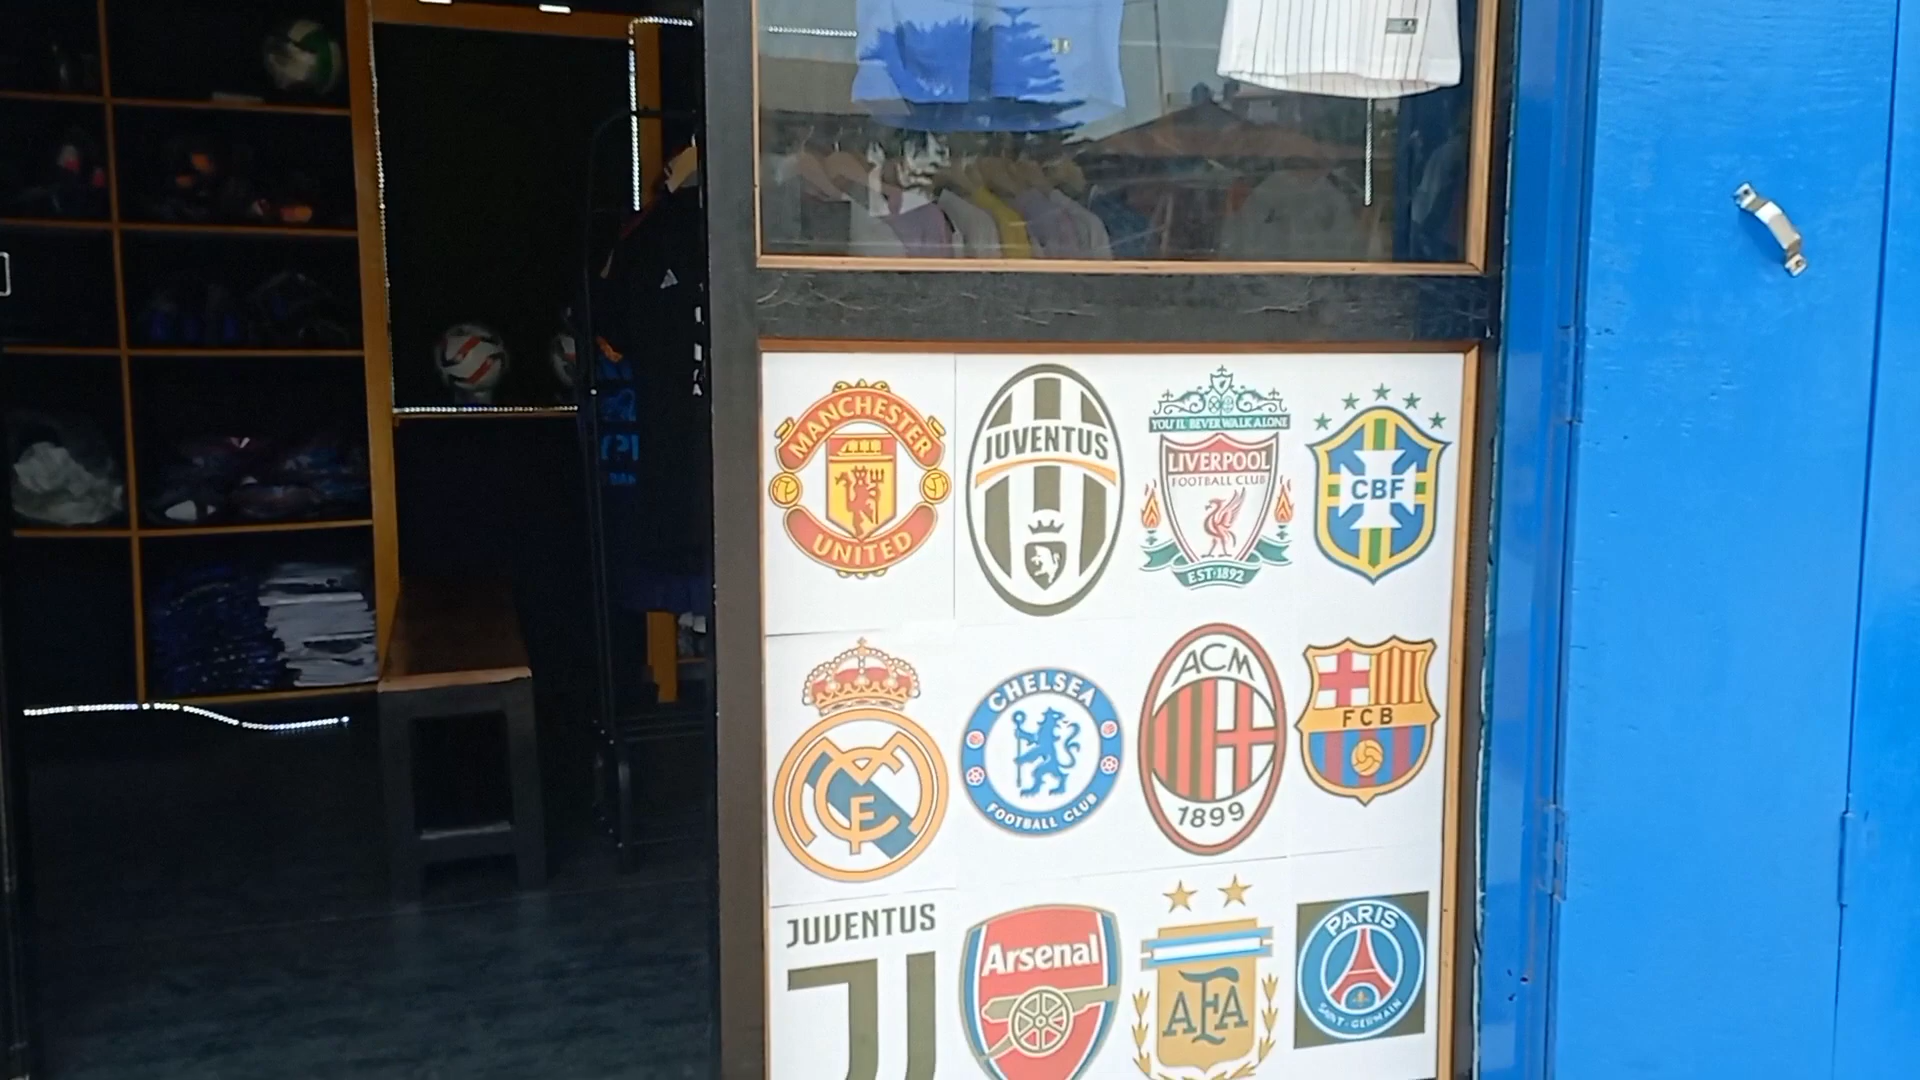 MANCHESTER
UNITED
JUVENTUS
YOU'LL NEVER WALK ALONE
LIVERPOOL
FOOTBALL CLUB
EST·1892
CBF
CHELSEA
FOOTBALL CLUB
ACM
1899
FCB
JUVENTUS
Arsenal
AFA
PARIS
SAINT-GERMAIN